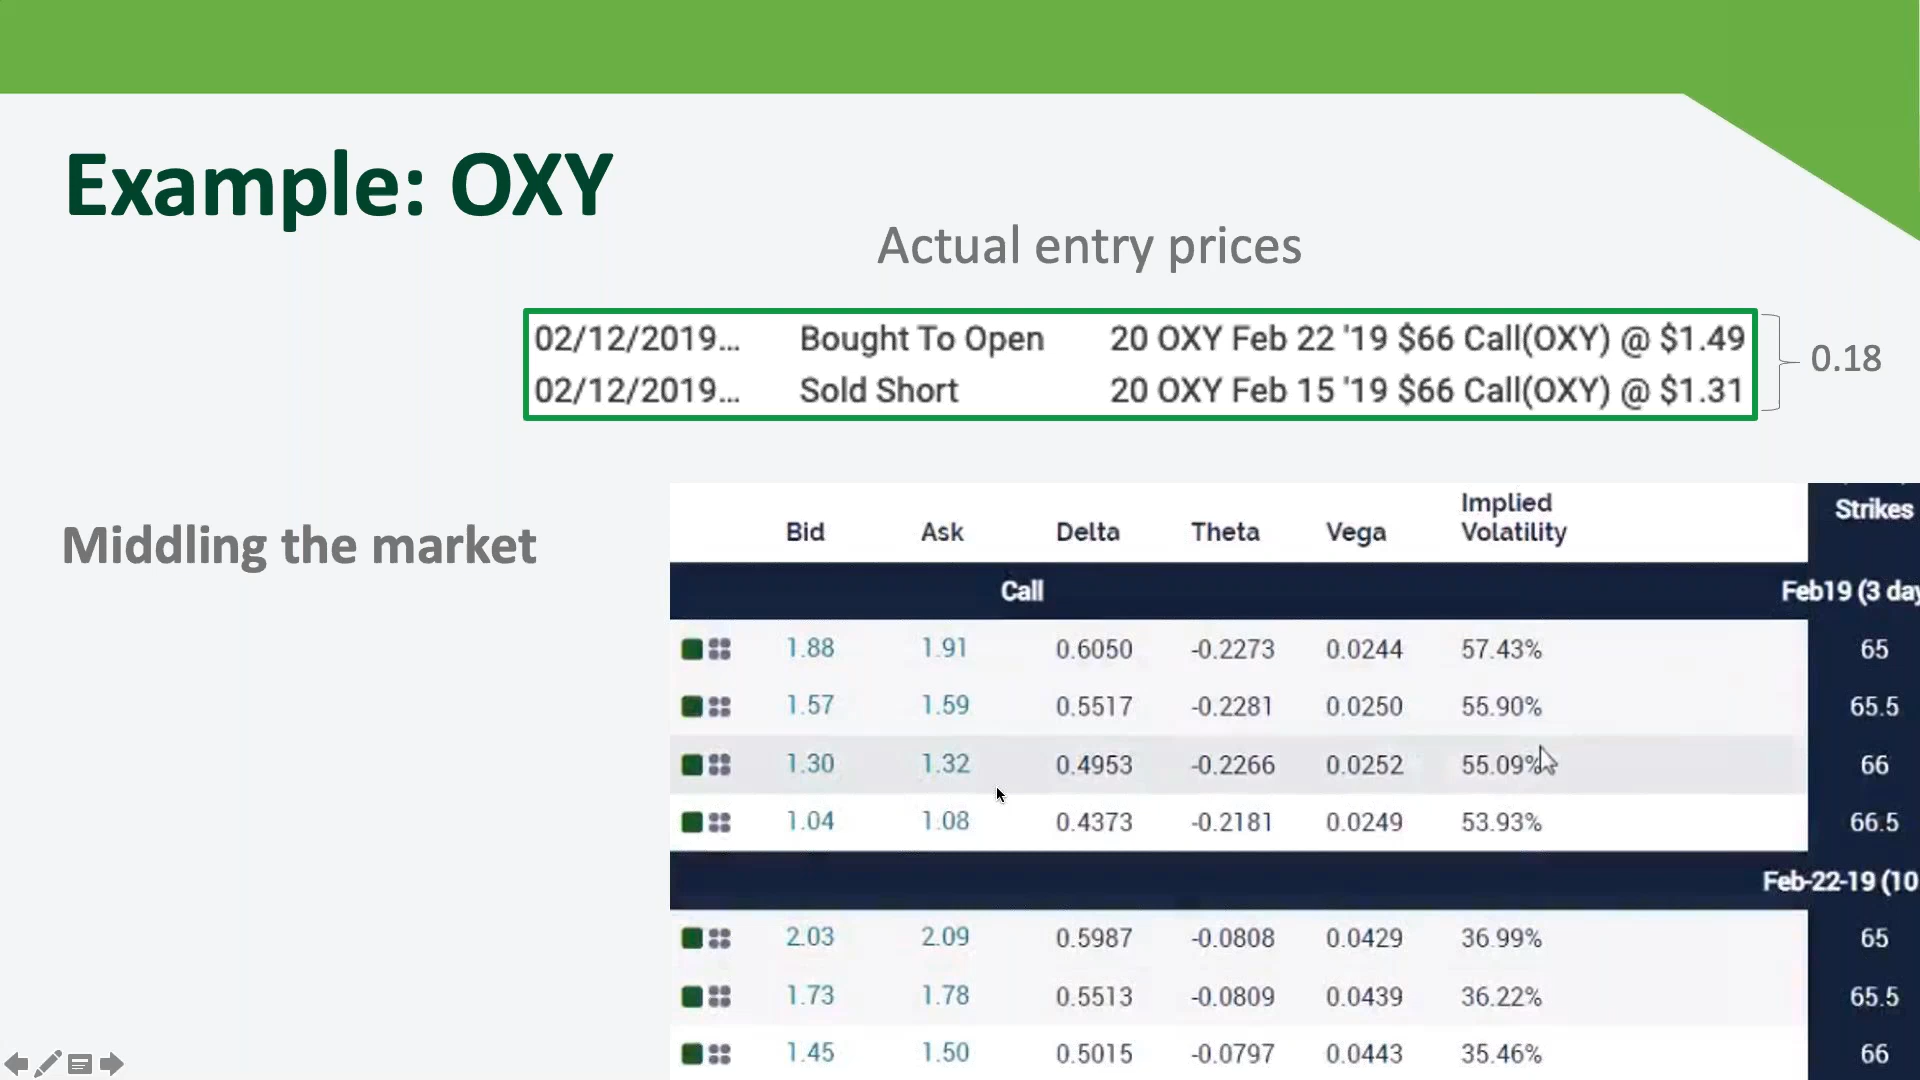 Example: OXY
Actual entry prices
02/12/2019... Bought To Open 20 OXY Feb 22 '19 $66 Call(OXY) @ $1.49
02/12/2019... Sold Short 20 OXY Feb 15 '19 $66 Call(OXY) @ $1.31
0.18
Middling the market
Bid Ask Delta Theta Vega Implied Volatility Strikes
Call Feb19 (3 day
1.88 1.91 0.6050 -0.2273 0.0244 57.43% 65
1.57 1.59 0.5517 -0.2281 0.0250 55.90% 65.5
1.30 1.32 0.4953 -0.2266 0.0252 55.09% 66
1.04 1.08 0.4373 -0.2181 0.0249 53.93% 66.5
Feb-22-19 (10
2.03 2.09 0.5987 -0.0808 0.0429 36.99% 65
1.73 1.78 0.5513 -0.0809 0.0439 36.22% 65.5
1.45 1.50 0.5015 -0.0797 0.0443 35.46% 66